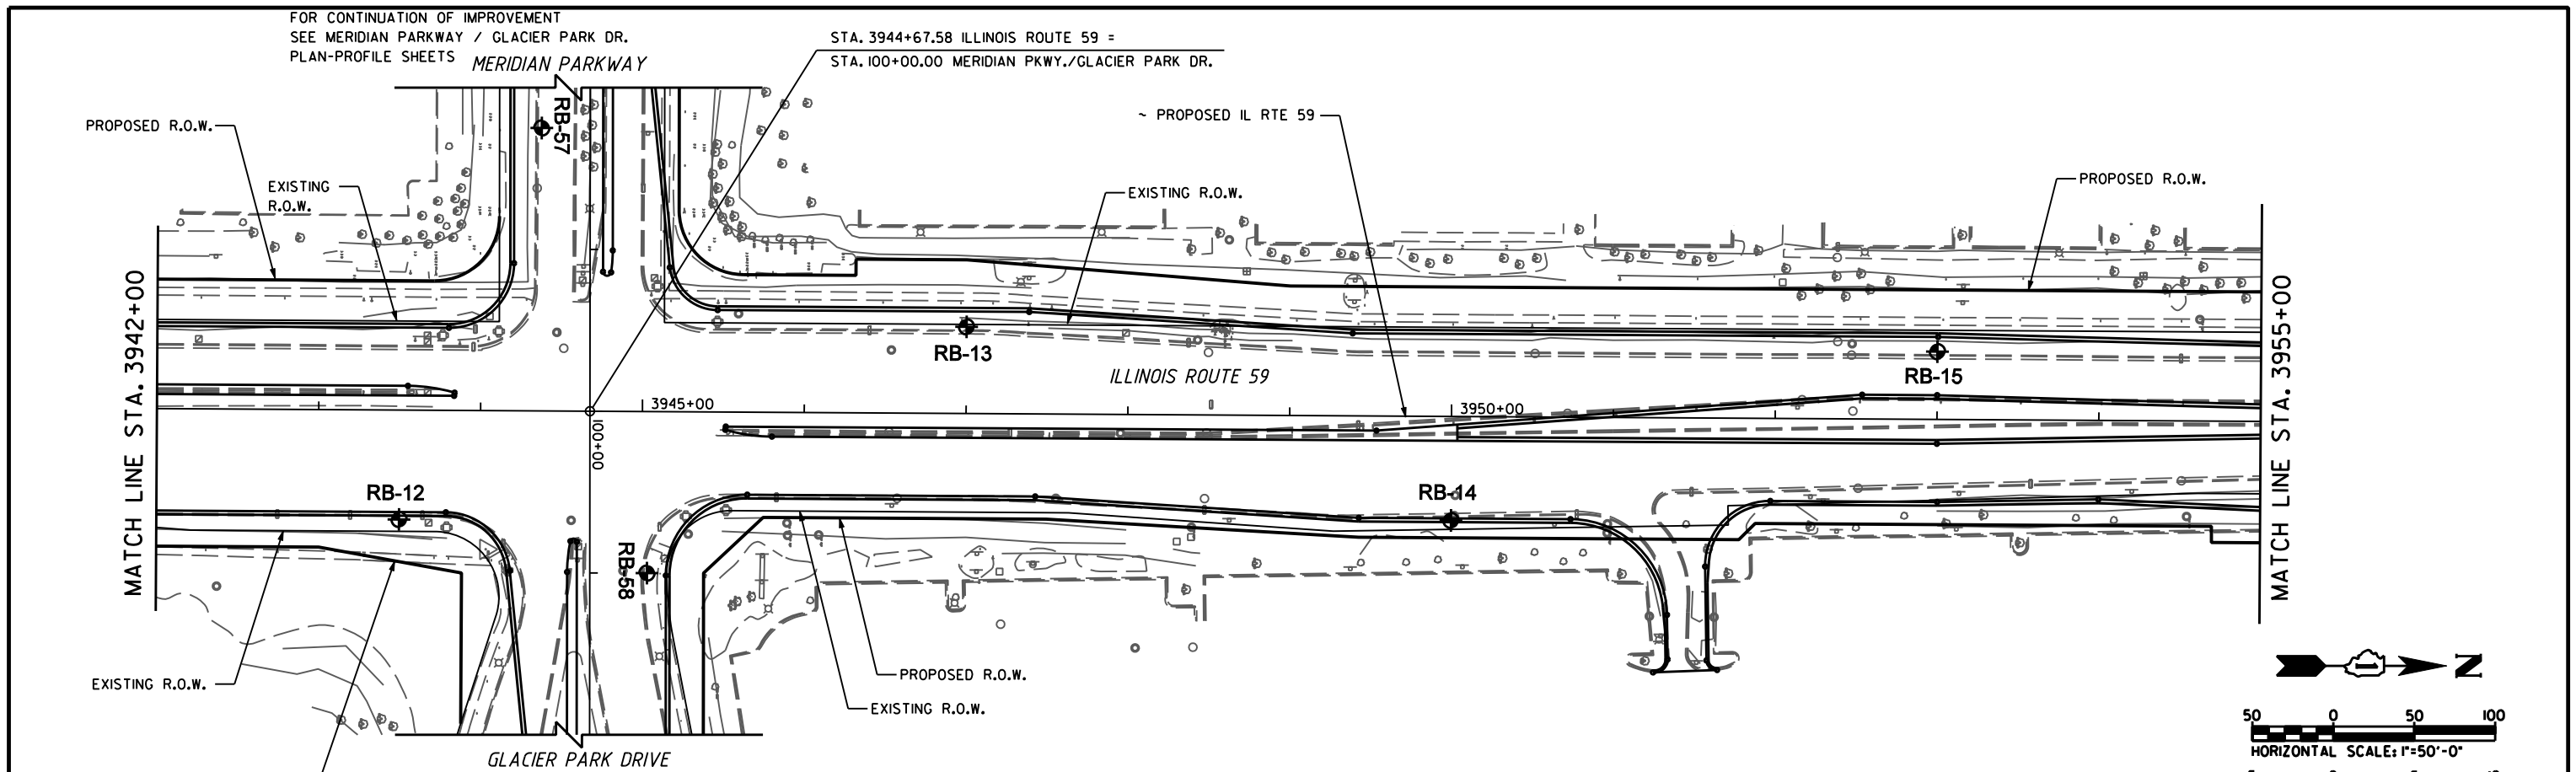 FOR CONTINUATION OF IMPROVEMENT
SEE MERIDIAN PARKWAY / GLACIER PARK DR.
PLAN-PROFILE SHEETS
MERIDIAN PARKWAY
STA. 3944+67.58 ILLINOIS ROUTE 59 =
STA. 100+00.00 MERIDIAN PKWY./GLACIER PARK DR.
~ PROPOSED IL RTE 59
PROPOSED R.O.W.
EXISTING
R.O.W.
RB-57
EXISTING R.O.W.
PROPOSED R.O.W.
MATCH LINE STA. 3942+00
RB-13
ILLINOIS ROUTE 59
RB-15
MATCH LINE STA. 3955+00
3945+00
3950+00
100+00
RB-12
RB-14
RB-58
EXISTING R.O.W.
PROPOSED R.O.W.
EXISTING R.O.W.
GLACIER PARK DRIVE
N
50 0 50 100
HORIZONTAL SCALE: 1"=50'-0"